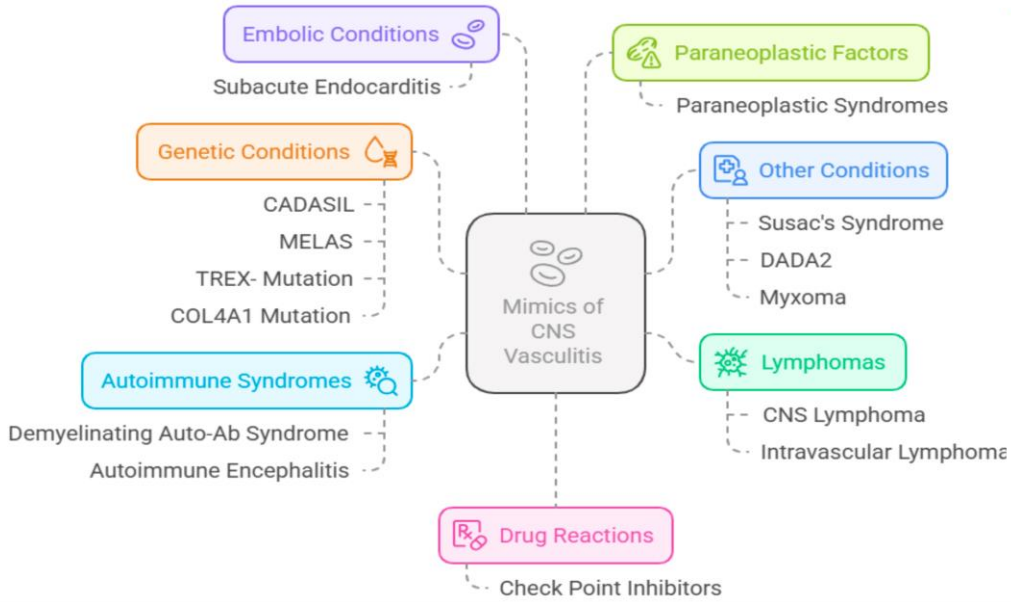 Embolic Conditions
Subacute Endocarditis
Genetic Conditions
CADASIL
MELAS
TREX- Mutation
COL4A1 Mutation
Autoimmune Syndromes
Demyelinating Auto-Ab Syndrome
Autoimmune Encephalitis
Mimics of
CNS
Vasculitis
Paraneoplastic Factors
Paraneoplastic Syndromes
Other Conditions
Susac's Syndrome
DADA2
Myxoma
Lymphomas
CNS Lymphoma
Intravascular Lymphoma
Rx
Drug Reactions
Check Point Inhibitors